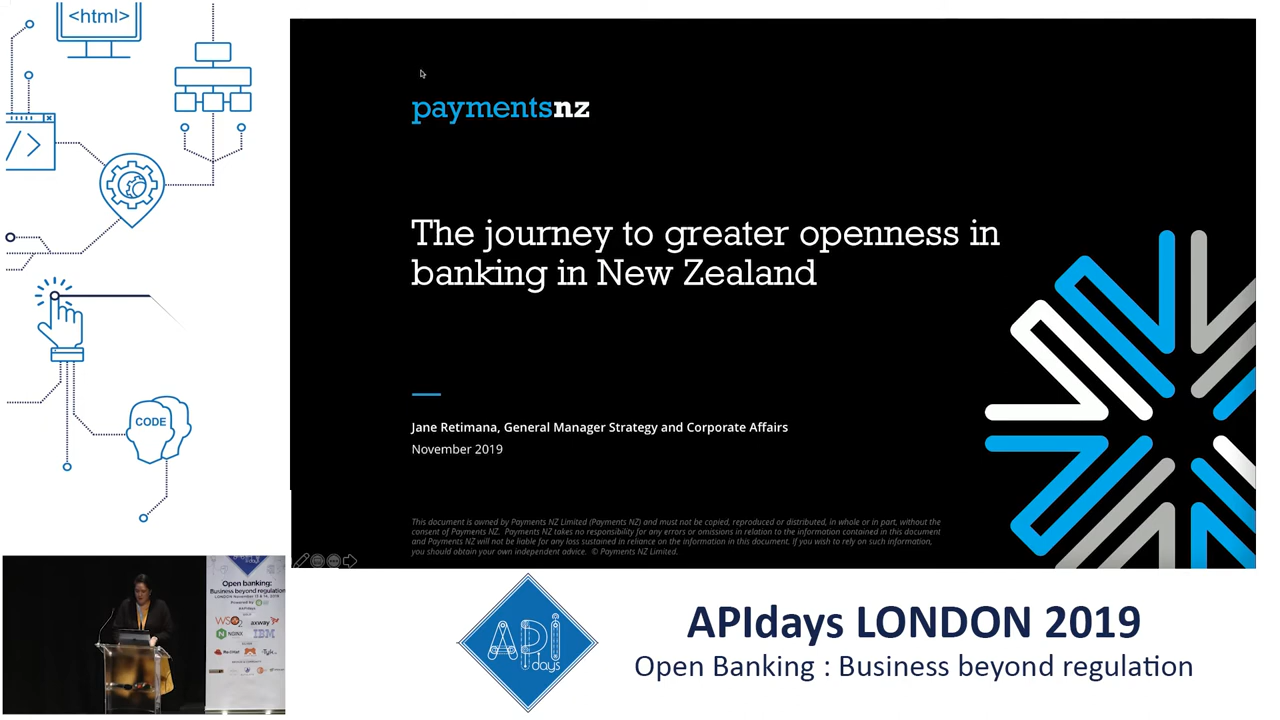 <html>
</>
CODE
paymentsnz
The journey to greater openness in
banking in New Zealand
Jane Retimana, General Manager Strategy and Corporate Affairs
November 2019
This document is owned by Payments NZ Limited (Payments NZ) and must not be copied, reproduced or distributed, in whole or in part, without the
consent of Payments NZ. Payments NZ takes no responsibility for any errors or omissions in relation to the information contained in this document
and Payments NZ will not be liable for any loss sustained in reliance on the information in this document. If you wish to rely on such information,
you should obtain your own independent advice. © Payments NZ Limited.
Open banking:
Business beyond regulation
Powered by
WSO2
axway
NGINX
IBM
API
days
APIdays LONDON 2019
Open Banking : Business beyond regulation